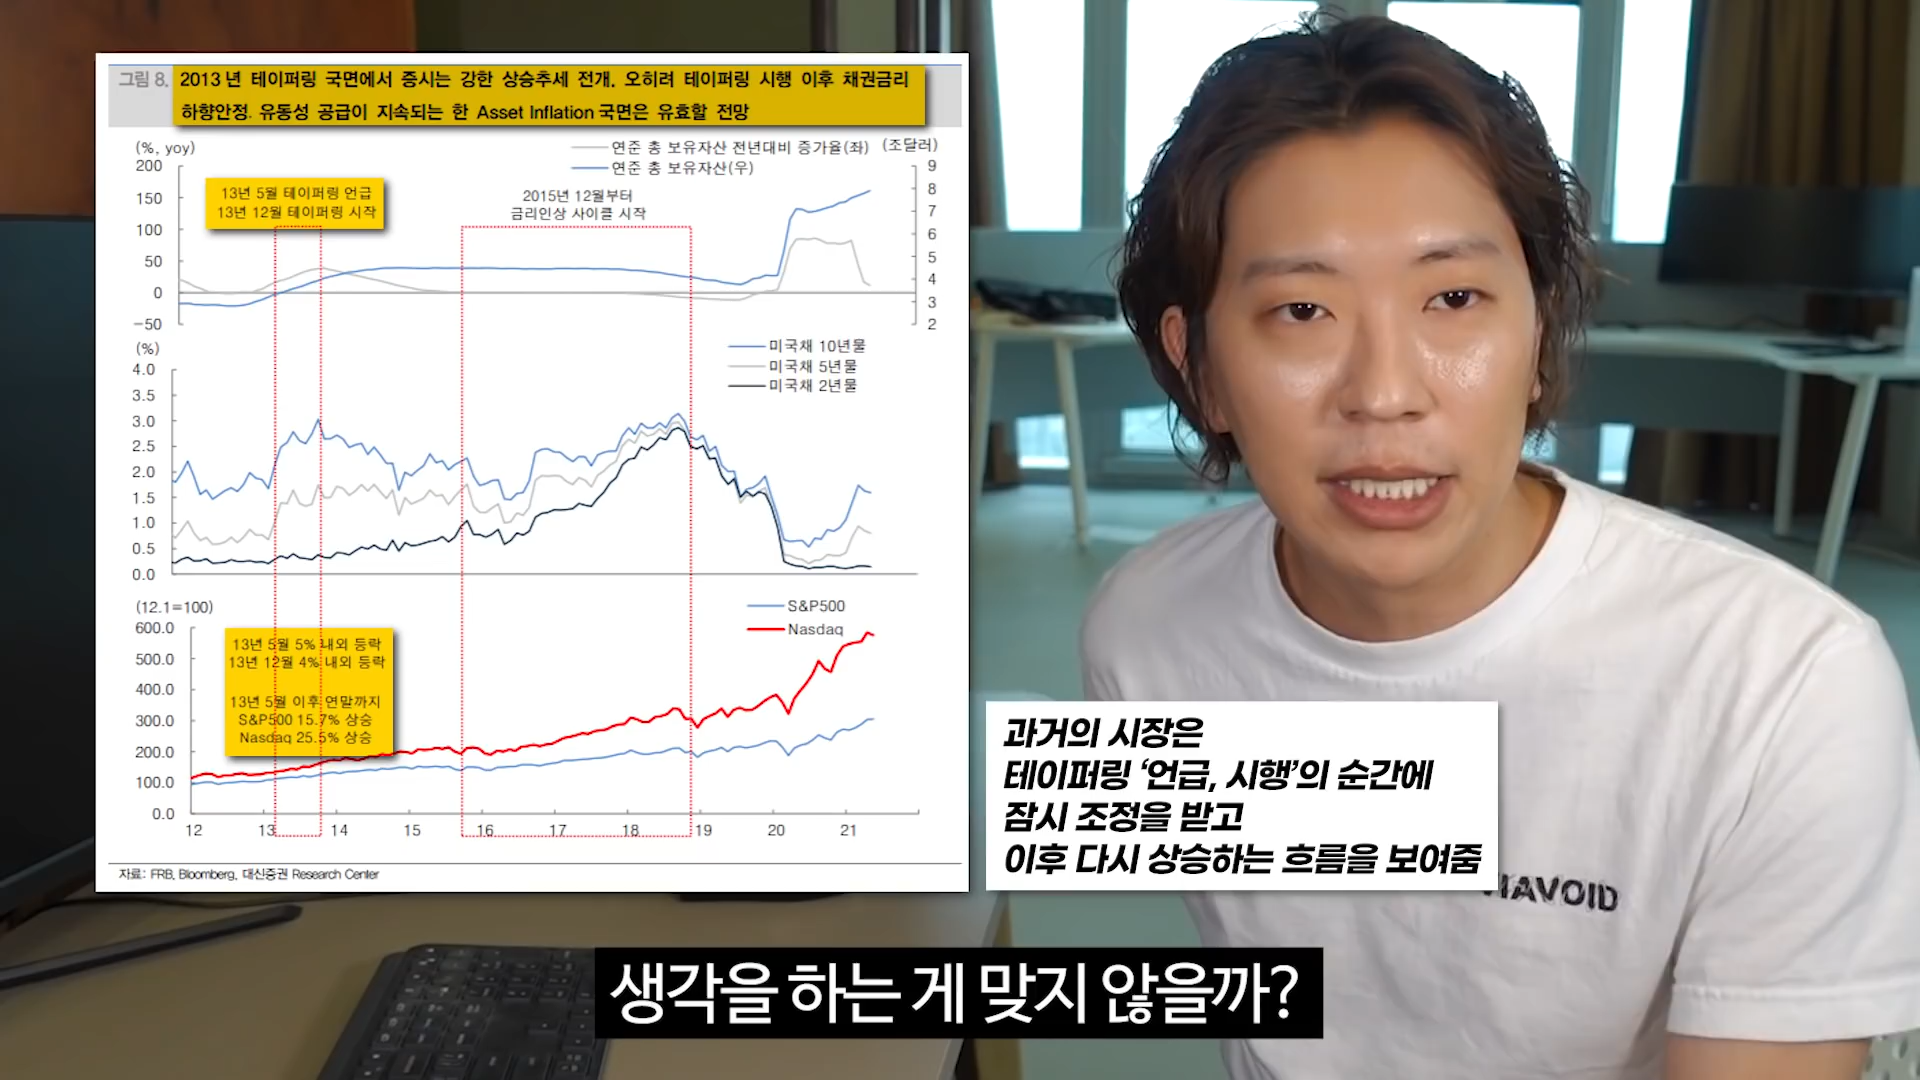 그림 8. 2013년 테이퍼링 국면에서 증시는 강한 상승추세 전개. 오히려 테이퍼링 시행 이후 채권금리
하향안정. 유동성 공급이 지속되는 한 Asset Inflation 국면은 유효할 전망
(%, yoy)
연준 총 보유자산 전년대비 증가율(좌)
(조달러)
연준 총 보유자산(우)
200
150
100
50
0
-50
9
8
7
6
5
4
3
2
13년 5월 테이퍼링 언급
13년 12월 테이퍼링 시작
2015년 12월부터
금리인상 사이클 시작
(%)
미국채 10년물
미국채 5년물
미국채 2년물
4.0
3.5
3.0
2.5
2.0
1.5
1.0
0.5
0.0
(12.1=100)
S&P500
Nasdaq
600.0
500.0
400.0
300.0
200.0
100.0
0.0
13년 5월 5% 내외 등락
13년 12월 4% 내외 등락
13년 5월 이후 연말까지
S&P500 15.7% 상승
Nasdaq 25.5% 상승
12 13 14 15 16 17 18 19 20 21
자료: FRB, Bloomberg, 대신증권 Research Center
과거의 시장은
테이퍼링 ‘언급, 시행’의 순간에
잠시 조정을 받고
이후 다시 상승하는 흐름을 보여줌
생각을 하는 게 맞지 않을까?